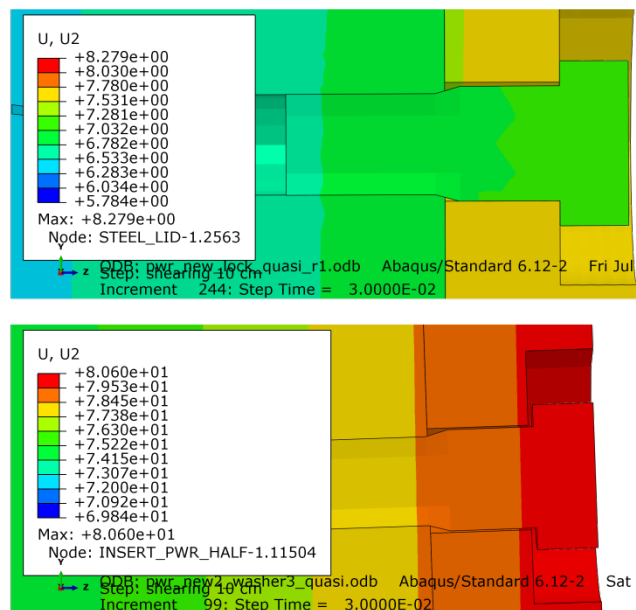 U, U2
+8.279e+00
+8.030e+00
+7.780e+00
+7.531e+00
+7.281e+00
+7.032e+00
+6.782e+00
+6.533e+00
+6.283e+00
+6.034e+00
+5.784e+00
Max: +8.279e+00
Node: STEEL_LID-1.2563
Y
Z
ODB: pwr_new_lock_quasi_r1.odb Abaqus/Standard 6.12-2 Fri Jul
Step: shearing 10 cm
Increment 244: Step Time = 3.0000E-02
U, U2
+8.060e+01
+7.953e+01
+7.845e+01
+7.738e+01
+7.630e+01
+7.522e+01
+7.415e+01
+7.307e+01
+7.200e+01
+7.092e+01
+6.984e+01
Max: +8.060e+01
Node: INSERT_PWR_HALF-1.11504
Y
Z
ODB: pwr_new2_washer3_quasi.odb Abaqus/Standard 6.12-2 Sat
Step: shearing 10 cm
Increment 99: Step Time = 3.0000E-02